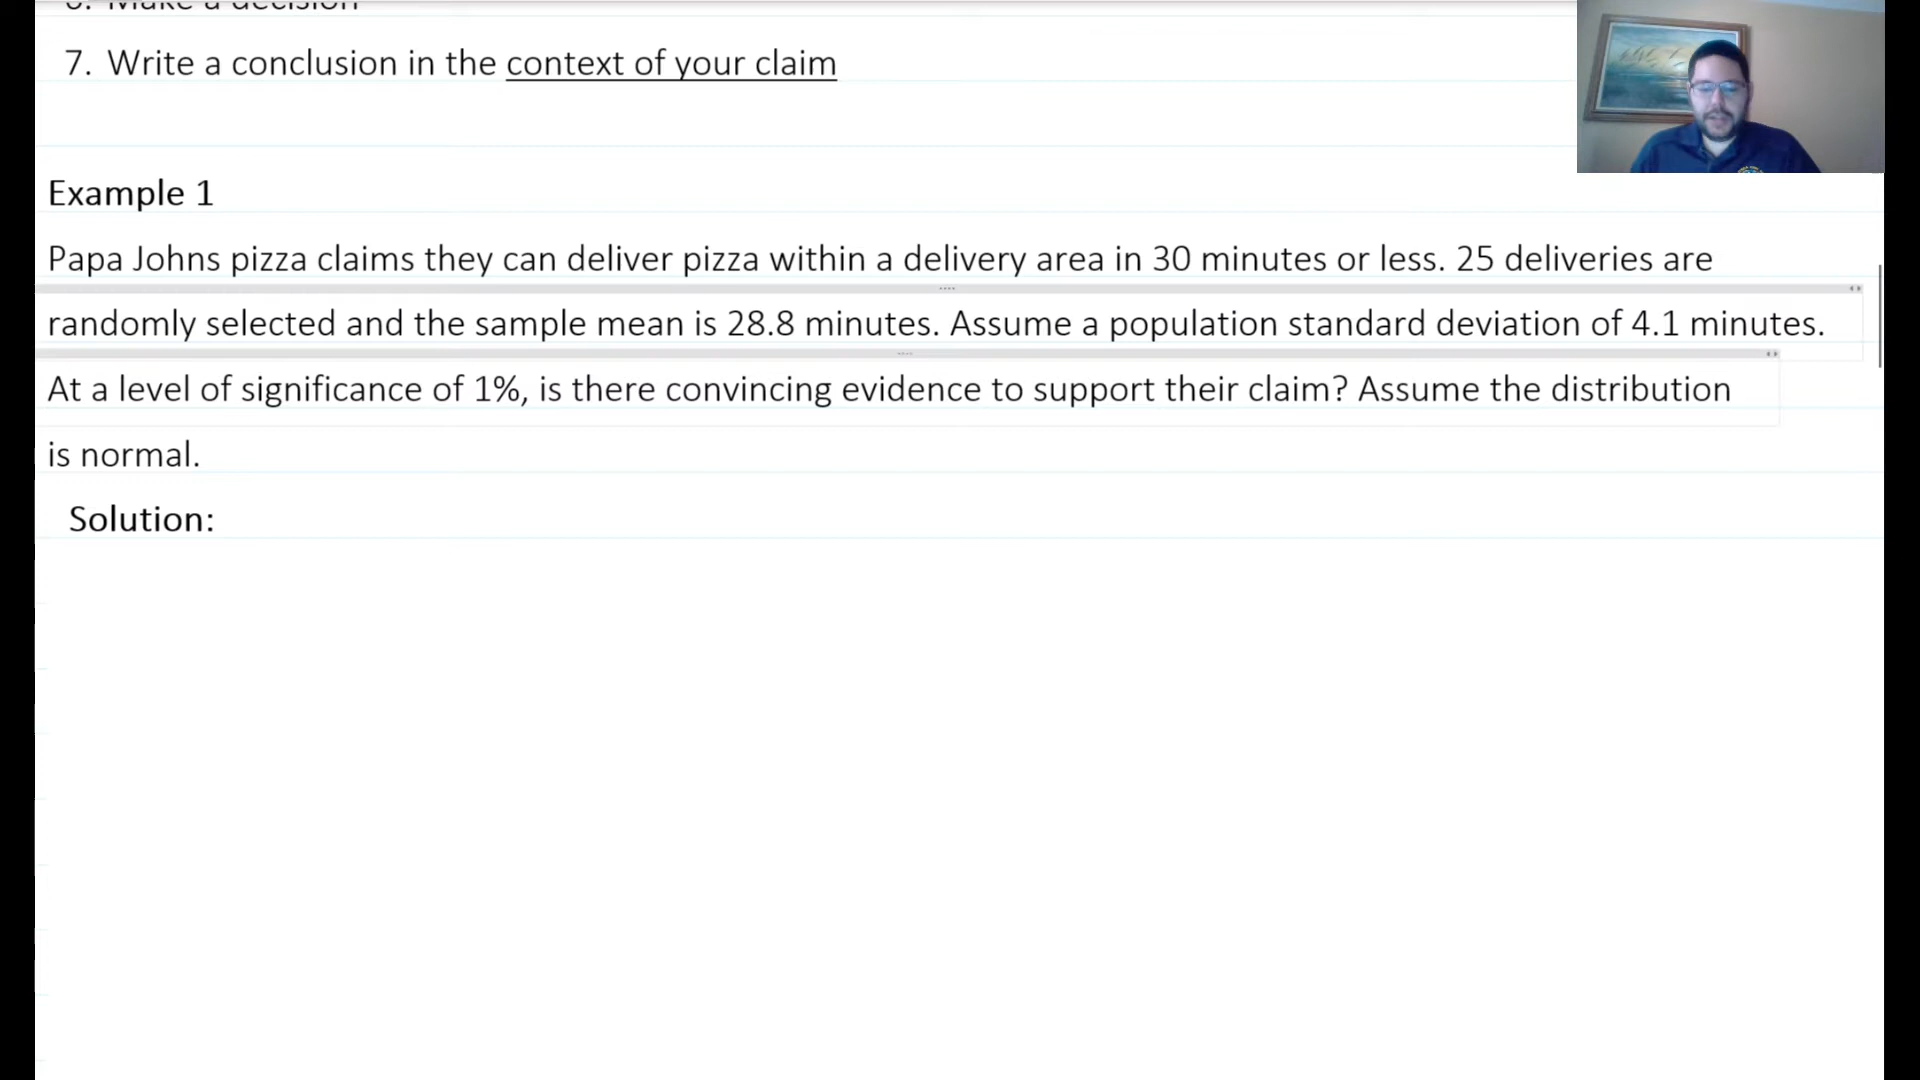 6. Make a decision
7. Write a conclusion in the context of your claim
Example 1
Papa Johns pizza claims they can deliver pizza within a delivery area in 30 minutes or less. 25 deliveries are
randomly selected and the sample mean is 28.8 minutes. Assume a population standard deviation of 4.1 minutes.
At a level of significance of 1%, is there convincing evidence to support their claim? Assume the distribution
is normal.
Solution: